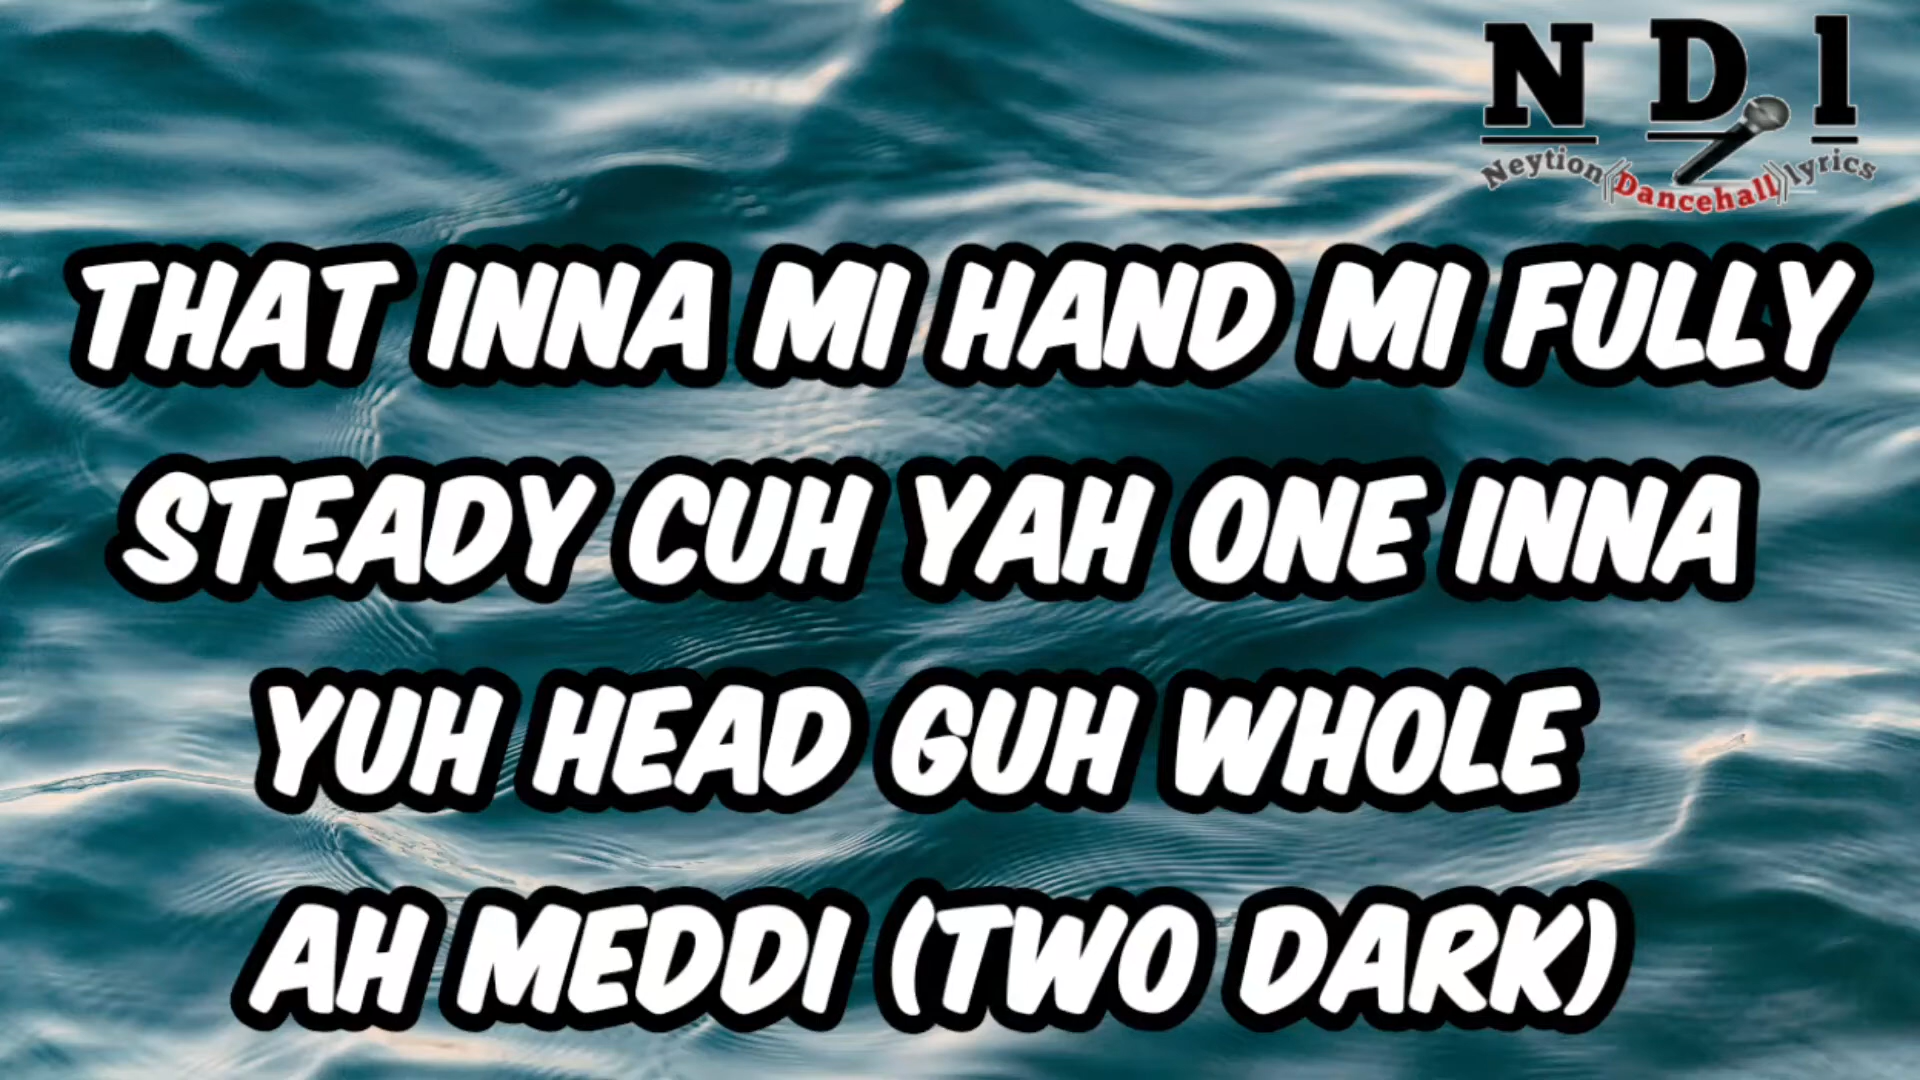 N D l
Neytion Dancehall lyrics
THAT INNA MI HAND MI FULLY
STEADY CUH YAH ONE INNA
YUH HEAD GUH WHOLE
AH MEDDI (TWO DARK)